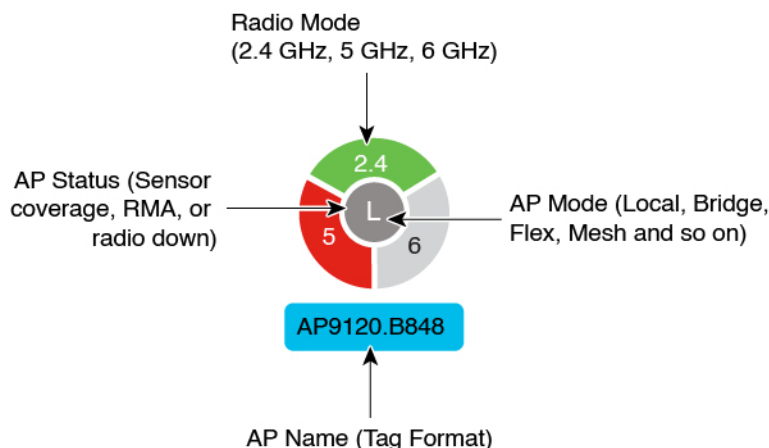 Radio Mode
(2.4 GHz, 5 GHz, 6 GHz)
2.4
AP Status (Sensor
coverage, RMA, or
radio down)
L
5
6
AP Mode (Local, Bridge,
Flex, Mesh and so on)
AP9120.B848
AP Name (Tag Format)